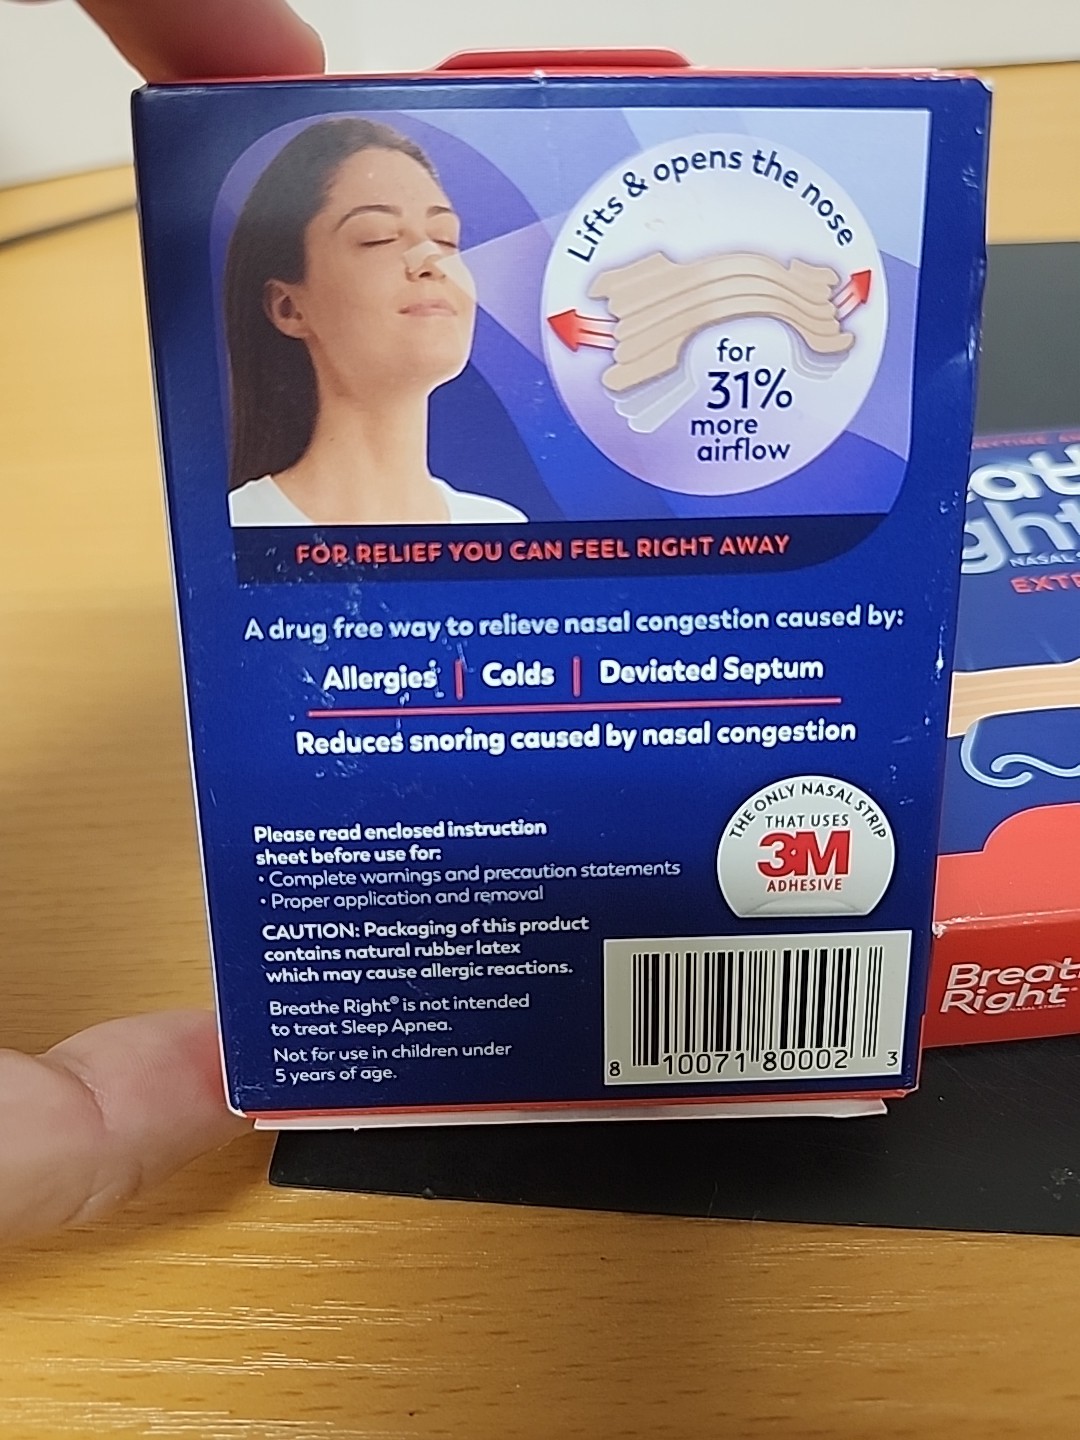 Lifts & opens the nose
for
31%
more
airflow
FOR RELIEF YOU CAN FEEL RIGHT AWAY
A drug free way to relieve nasal congestion caused by:
Allergies | Colds | Deviated Septum
Reduces snoring caused by nasal congestion
Please read enclosed instruction
sheet before use for:
• Complete warnings and precaution statements
• Proper application and removal
CAUTION: Packaging of this product
contains natural rubber latex
which may cause allergic reactions.
Breathe Right® is not intended
to treat Sleep Apnea.
Not for use in children under
5 years of age.
THE ONLY NASAL STRIP
THAT USES
3M
ADHESIVE
8 10071 80002 3
ght
NASAL
EXT
Breat
Right